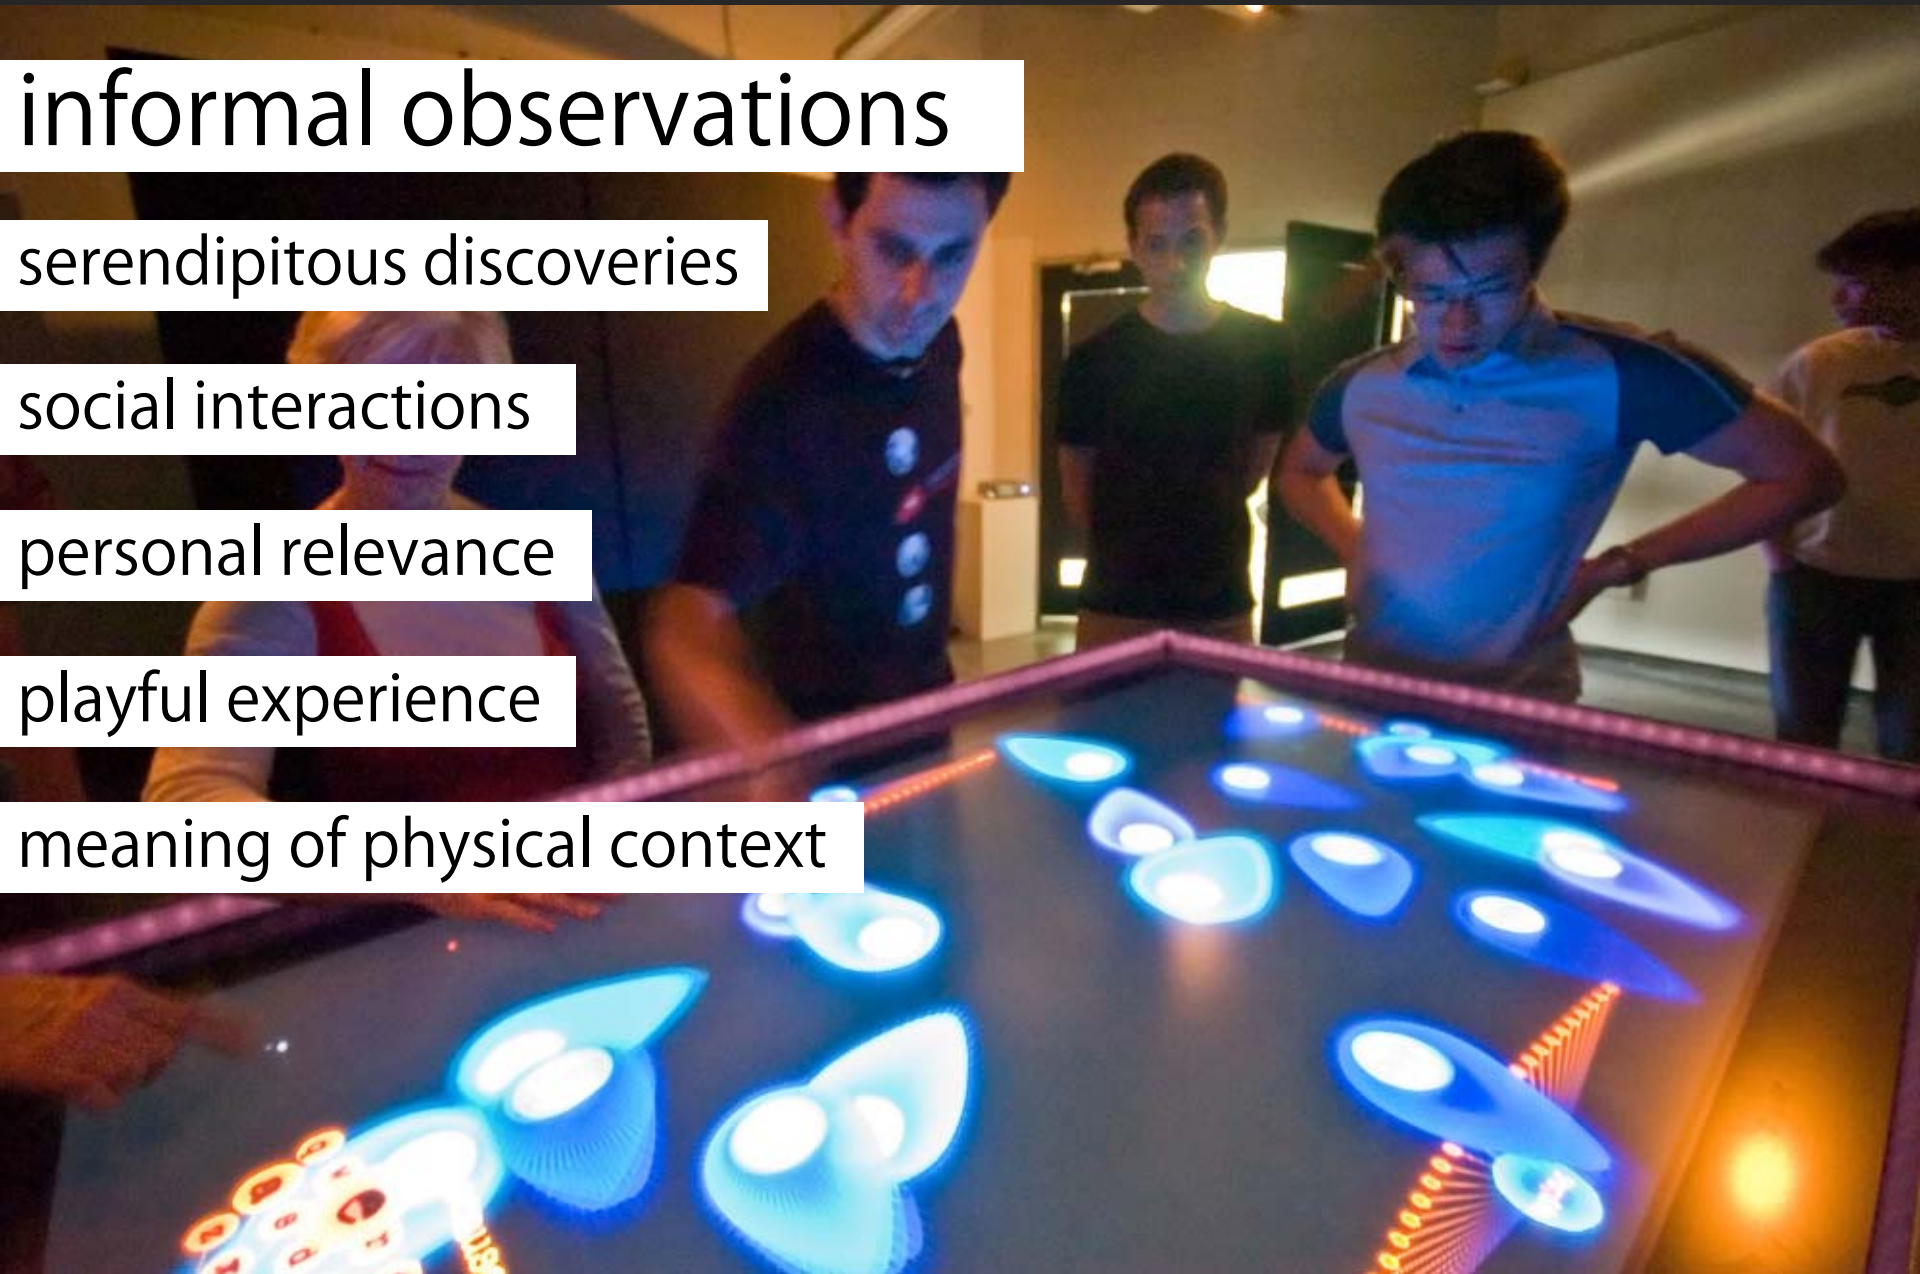 informal observations
serendipitous discoveries
social interactions
personal relevance
playful experience
meaning of physical context